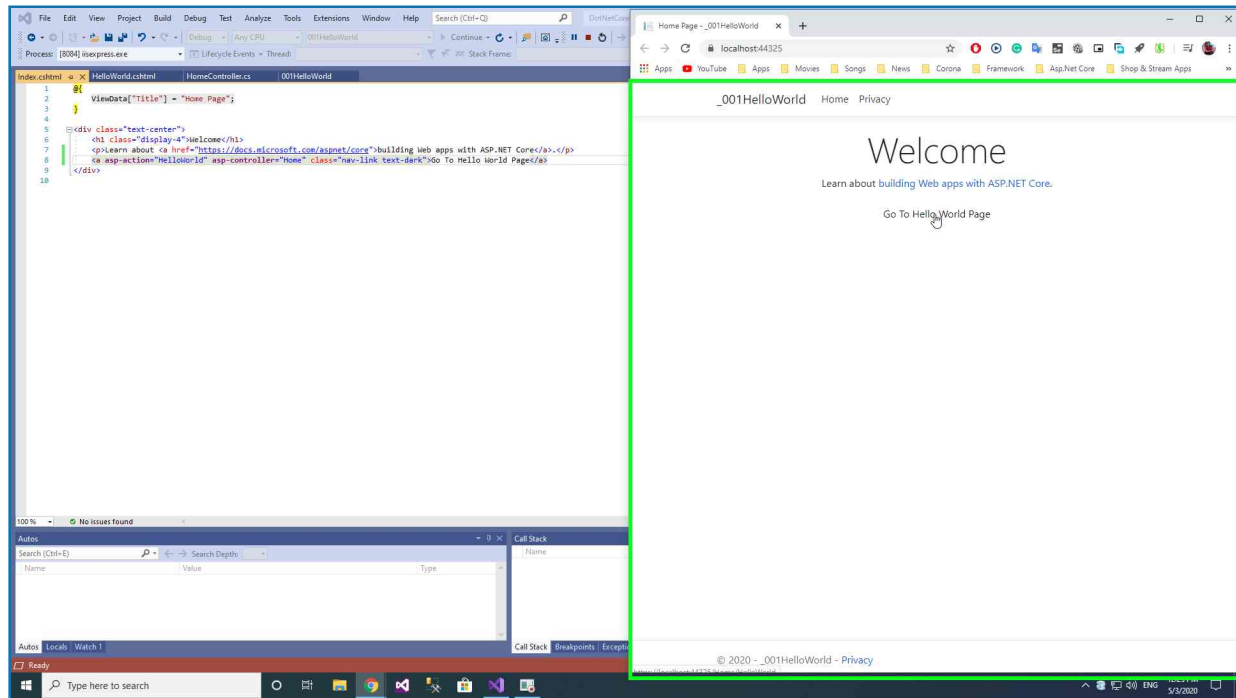 File Edit View Project Build Debug Test Analyze Tools Extensions Window Help Search (Ctrl+Q) DotNetCore
Debug Any CPU 001HelloWorld Continue
Process: [8084] iisexpress.exe Lifecycle Events Thread: Stack Frame:
Index.cshtml HelloWorld.cshtml HomeController.cs 001HelloWorld
1 @{
2 ViewData["Title"] = "Home Page";
3 }
4
5 <div class="text-center">
6 <h1 class="display-4">Welcome</h1>
7 <p>Learn about <a href="https://docs.microsoft.com/aspnet/core">building Web apps with ASP.NET Core</a>.</p>
8 <a asp-action="HelloWorld" asp-controller="Home" class="nav-link text-dark">Go To Hello World Page</a>
9 </div>
10
100 % No issues found
Autos
Search (Ctrl+E) Search Depth:
Name Value Type
Autos Locals Watch 1
Call Stack
Name
Call Stack Breakpoints
Ready
Home Page - _001HelloWorld
localhost:44325
Apps YouTube Apps Movies Songs News Corona Framework Asp.Net Core Shop & Stream Apps
_001HelloWorld Home Privacy
Welcome
Learn about building Web apps with ASP.NET Core.
Go To Hello World Page
© 2020 - _001HelloWorld - Privacy
Type here to search
ENG
5/3/2020